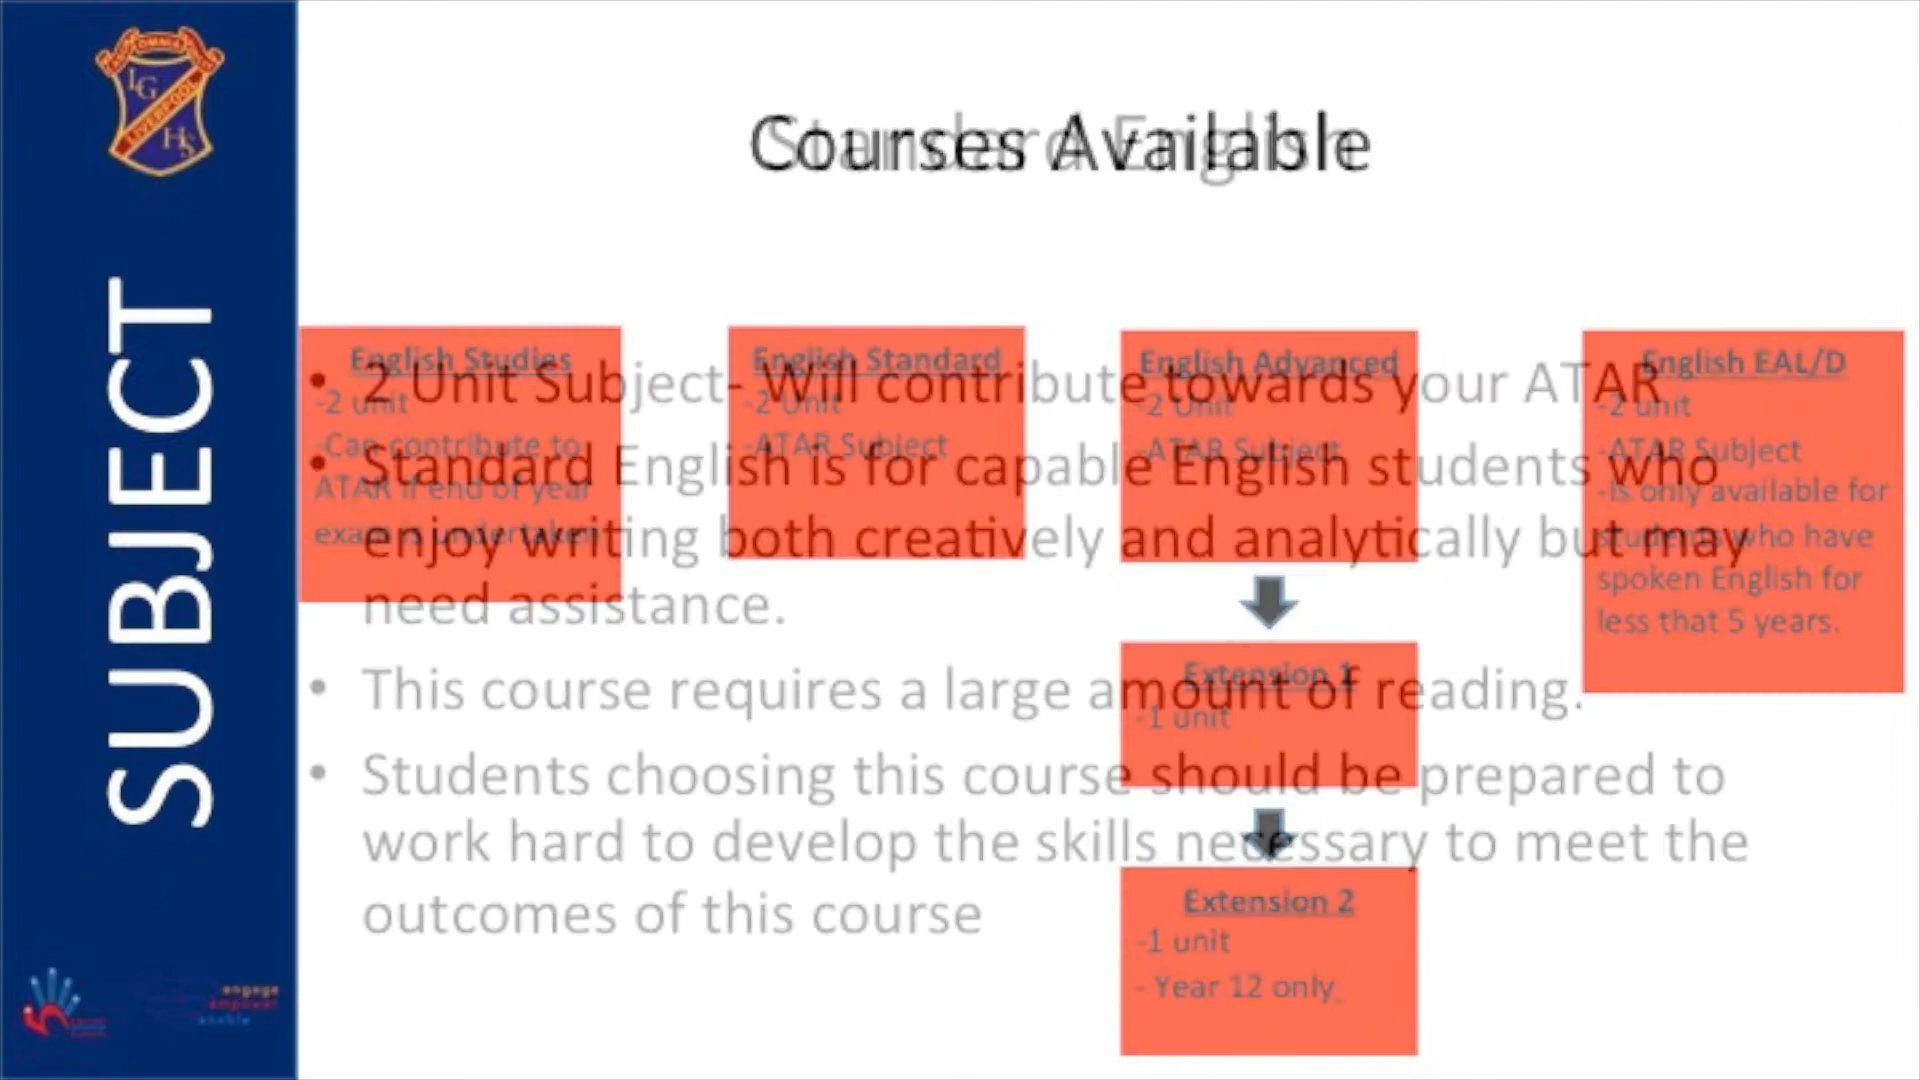 LIVERPOOL
LG
HS
SUBJECT
engage
empower
enable
Courses Available
English Studies
-2 unit
-Can contribute to
ATAR if end of year
exam is undertaken
English Standard
-2 Unit
-ATAR Subject
English Advanced
-2 Unit
-ATAR Subject
Extension 1
-1 unit
Extension 2
-1 unit
- Year 12 only
English EAL/D
-2 unit
-ATAR Subject
-Is only available for
students who have
spoken English for
less that 5 years.
Standard English
• 2 Unit Subject- Will contribute towards your ATAR
• Standard English is for capable English students who
enjoy writing both creatively and analytically but may
need assistance.
• This course requires a large amount of reading.
• Students choosing this course should be prepared to
work hard to develop the skills necessary to meet the
outcomes of this course